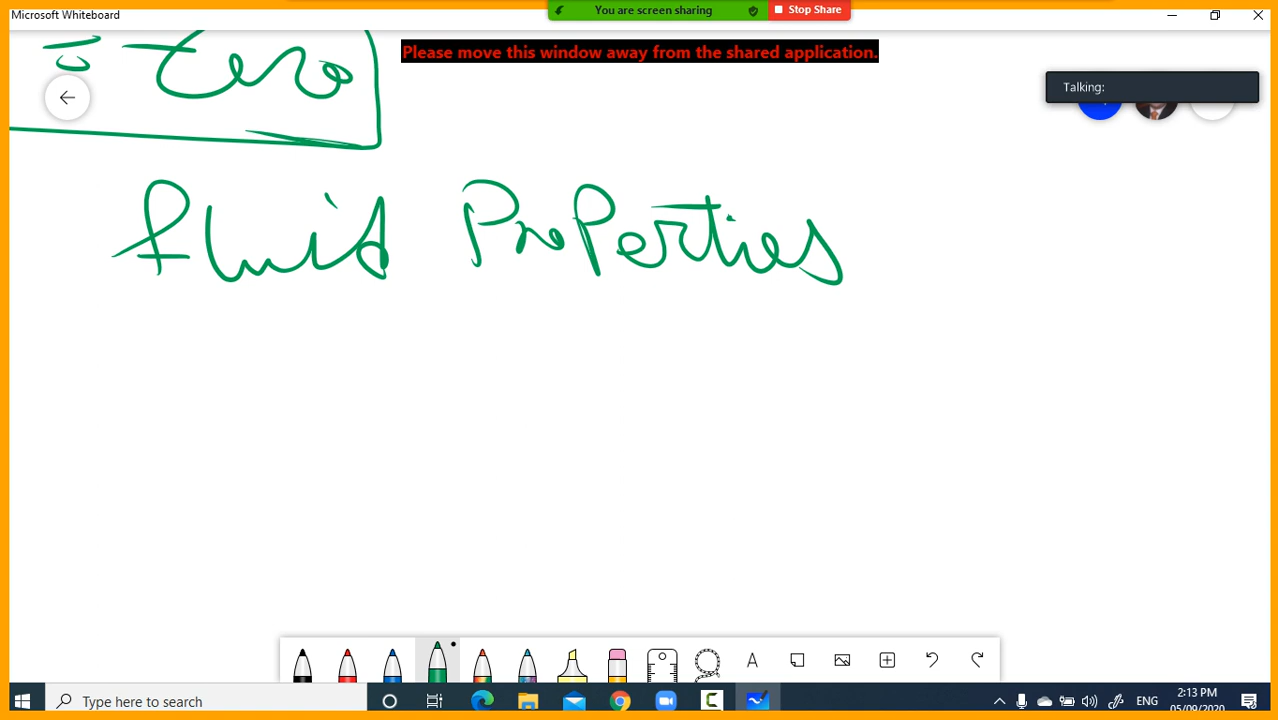 You are screen sharing
Stop Share
Microsoft Whiteboard
Please move this window away from the shared application.
Talking:
= zero
fluid Properties
A
Type here to search
ENG
2:13 PM
05/09/2020